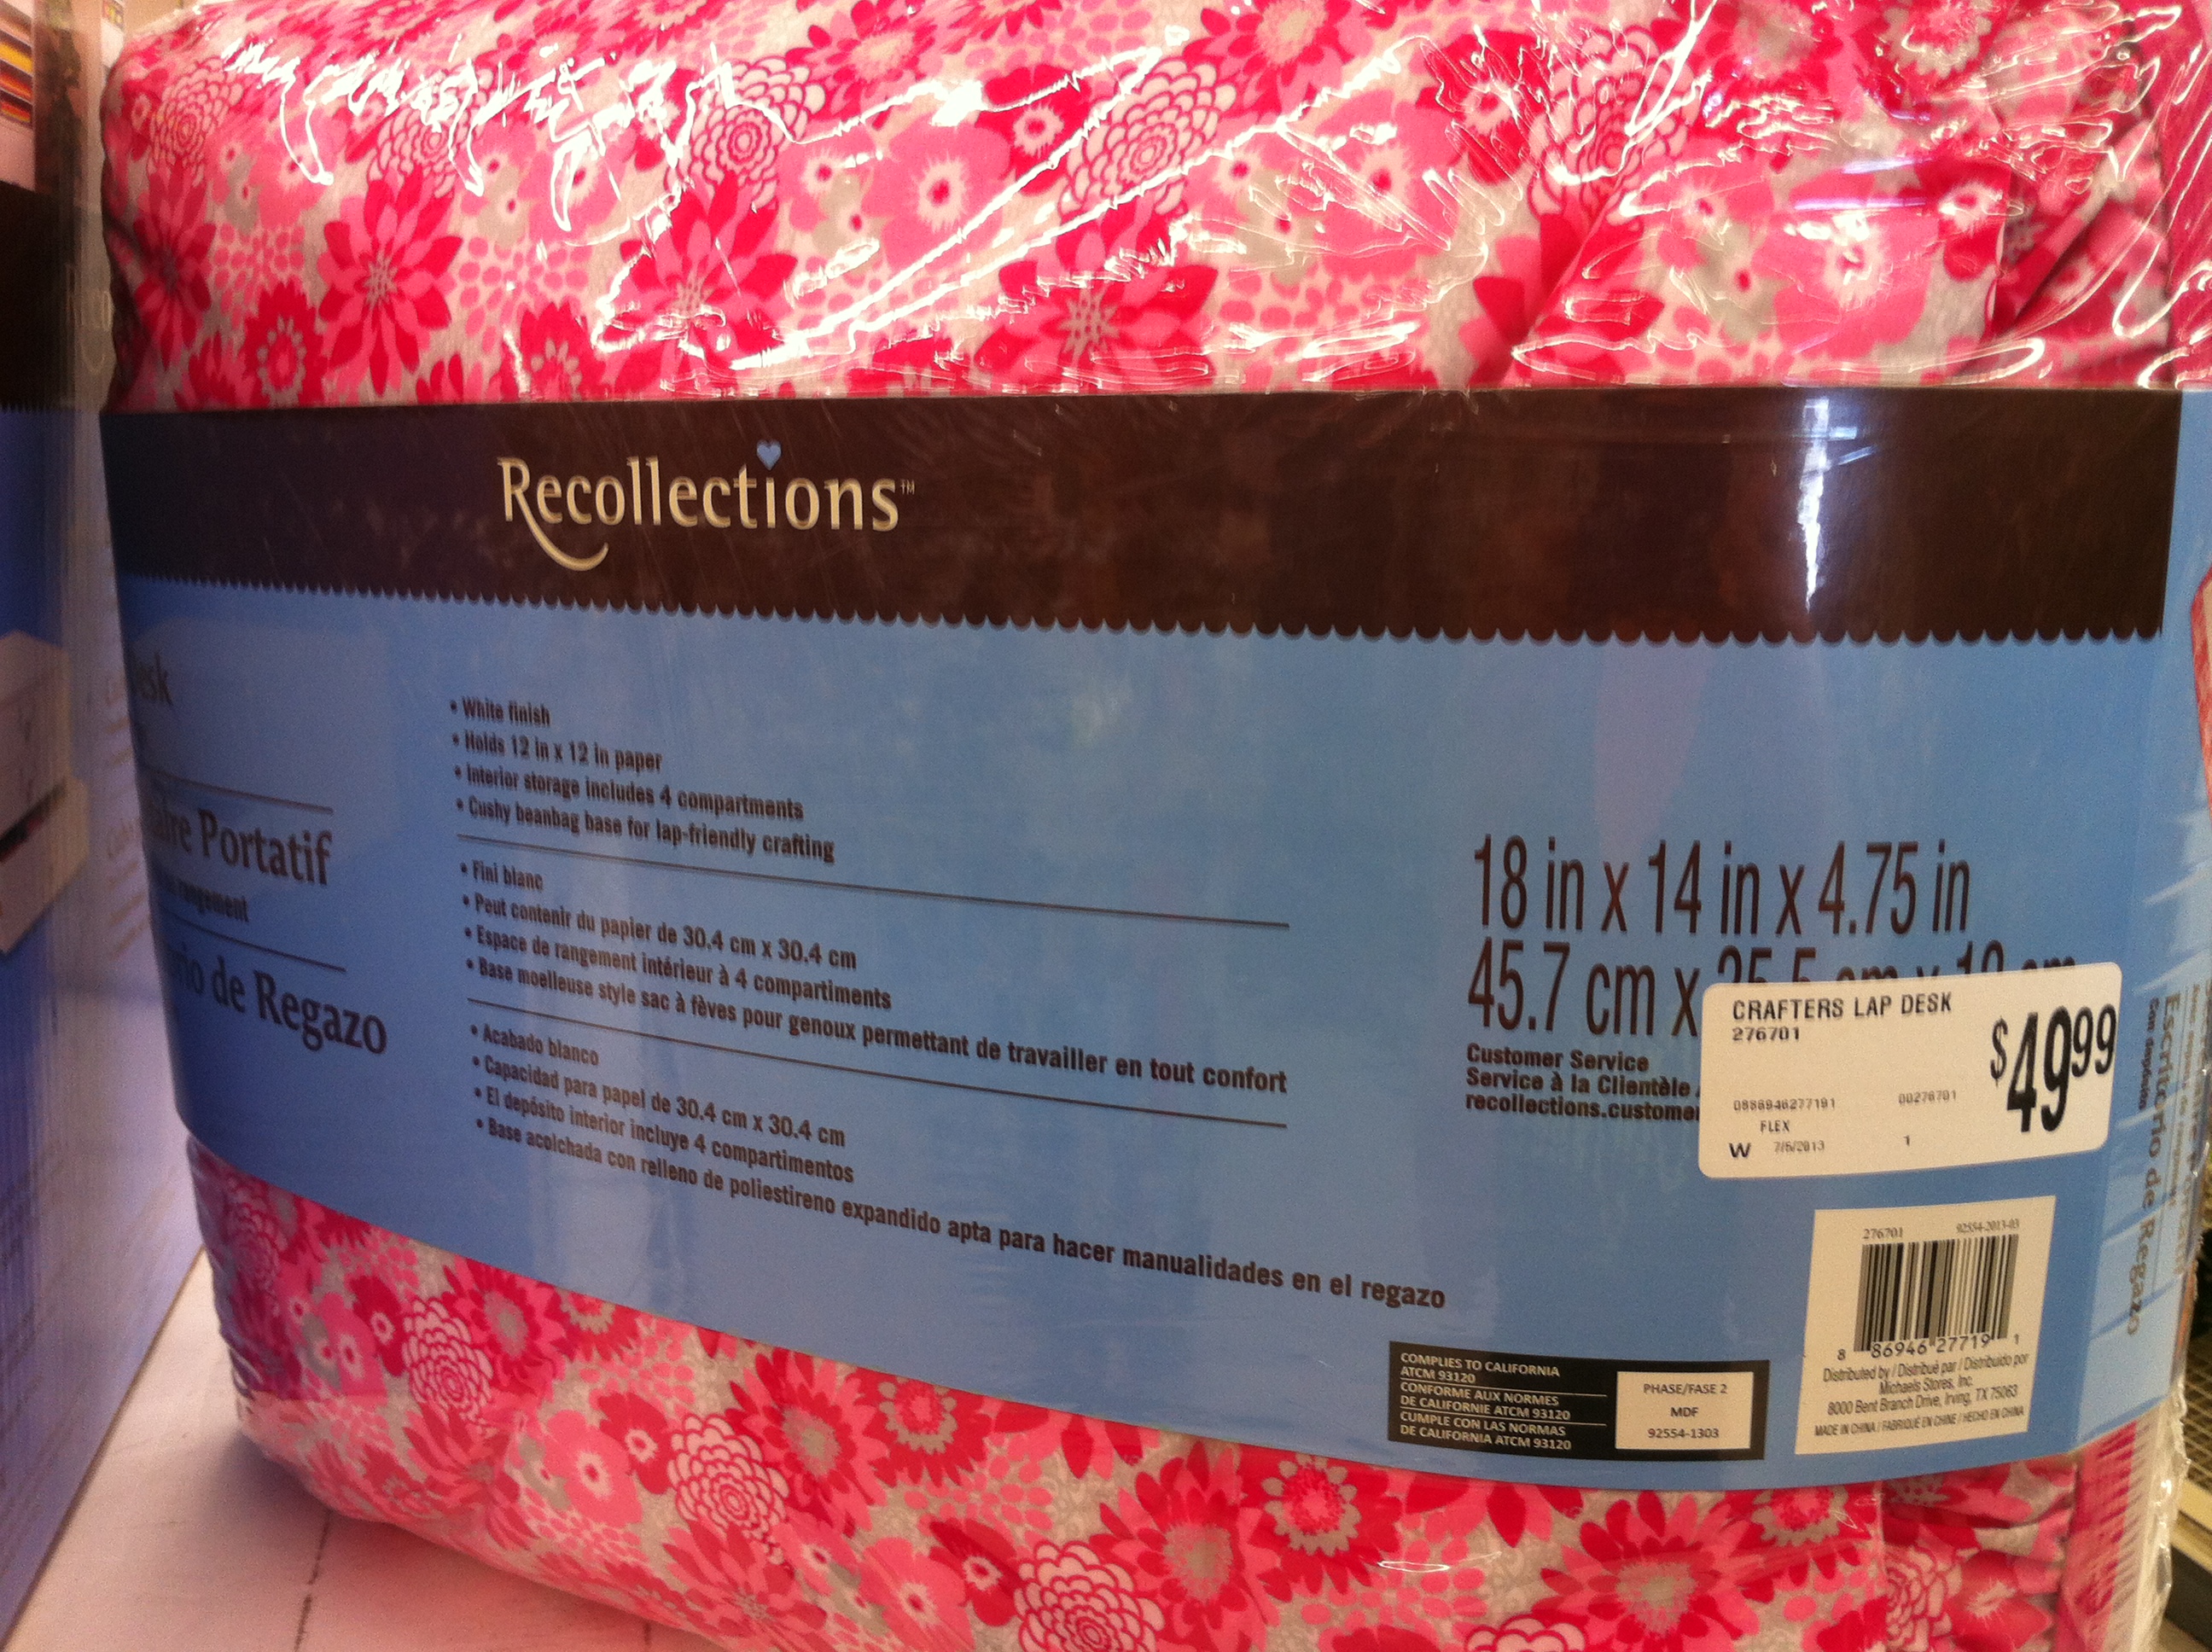 Recollections™
Portatif
rangement
de Regazo
• White finish
• Holds 12 in x 12 in paper
• Interior storage includes 4 compartments
• Cushy beanbag base for lap-friendly crafting
• Fini blanc
• Peut contenir du papier de 30.4 cm x 30.4 cm
• Espace de rangement intérieur à 4 compartiments
• Base moelleuse style sac à fèves pour genoux permettant de travailler en tout confort
• Acabado blanco
• Capacidad para papel de 30.4 cm x 30.4 cm
• El depósito interior incluye 4 compartimentos
• Base acolchada con relleno de poliestireno expandido apta para hacer manualidades en el regazo
18 in x 14 in x 4.75 in
45.7 cm x
Customer Service
Service à la Clientèle
recollections.custome
CRAFTERS LAP DESK
276701
$49.99
0886946277191 00276701
FLEX
W 7/6/2013 1
276701 92554-2013-03
8 86946 27719 1
Distributed by / Distribué par / Distribuido por
Michaels Stores, Inc.
8000 Bent Branch Drive, Irving, TX 75063
MADE IN CHINA / FABRIQUÉ EN CHINE / HECHO EN CHINA
COMPLIES TO CALIFORNIA
ATCM 93120
CONFORME AUX NORMES
DE CALIFORNIE ATCM 93120
CUMPLE CON LAS NORMAS
DE CALIFORNIA ATCM 93120
PHASE/FASE 2
MDF
92554-1303
Escritorio de Regazo